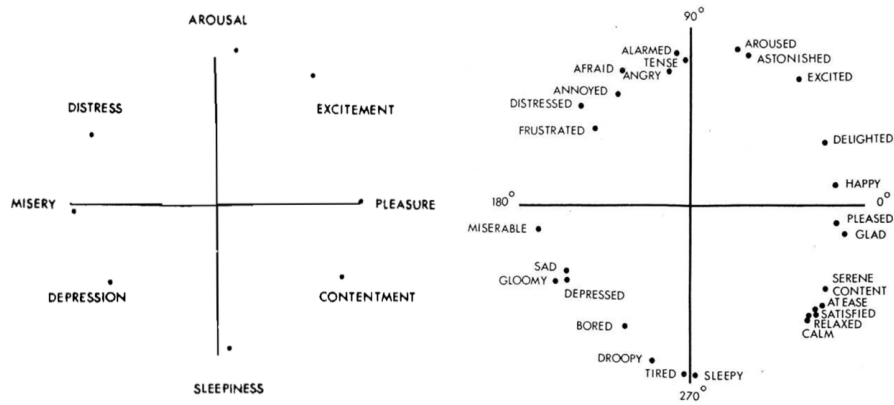 AROUSAL
DISTRESS
EXCITEMENT
MISERY
PLEASURE
DEPRESSION
CONTENTMENT
SLEEPINESS
90°
ALARMED
AROUSED
TENSE
ASTONISHED
AFRAID
ANGRY
EXCITED
ANNOYED
DISTRESSED
FRUSTRATED
DELIGHTED
HAPPY
180°
0°
PLEASED
MISERABLE
GLAD
SAD
SERENE
GLOOMY
CONTENT
DEPRESSED
AT EASE
SATISFIED
BORED
RELAXED
CALM
DROOPY
TIRED
SLEEPY
270°